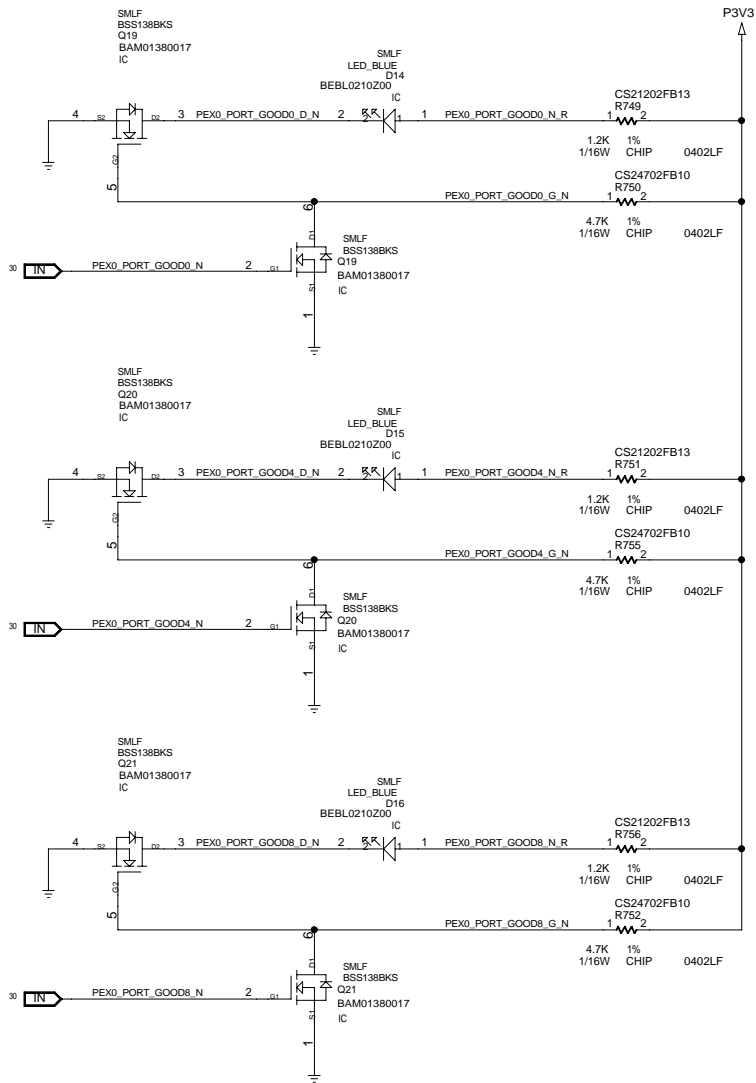 P3V3
SMLF
BSS138BKS
Q19
BAM01380017
IC
SMLF
LED_BLUE
D14
BEBL0210Z00
IC
CS21202FB13
R749
4 S2 D2 3 PEX0_PORT_GOOD0_D_N 2 2 1 1 PEX0_PORT_GOOD0_N_R 1 2
1.2K 1%
1/16W CHIP 0402LF
G2
5
CS24702FB10
R750
PEX0_PORT_GOOD0_G_N 1 2
4.7K 1%
1/16W CHIP 0402LF
6
D1
SMLF
BSS138BKS
Q19
BAM01380017
IC
30 IN PEX0_PORT_GOOD0_N 2 G1
S1
1
SMLF
BSS138BKS
Q20
BAM01380017
IC
SMLF
LED_BLUE
D15
BEBL0210Z00
IC
CS21202FB13
R751
4 S2 D2 3 PEX0_PORT_GOOD4_D_N 2 2 1 1 PEX0_PORT_GOOD4_N_R 1 2
1.2K 1%
1/16W CHIP 0402LF
G2
5
CS24702FB10
R755
PEX0_PORT_GOOD4_G_N 1 2
4.7K 1%
1/16W CHIP 0402LF
6
D1
SMLF
BSS138BKS
Q20
BAM01380017
IC
30 IN PEX0_PORT_GOOD4_N 2 G1
S1
1
SMLF
BSS138BKS
Q21
BAM01380017
IC
SMLF
LED_BLUE
D16
BEBL0210Z00
IC
CS21202FB13
R756
4 S2 D2 3 PEX0_PORT_GOOD8_D_N 2 2 1 1 PEX0_PORT_GOOD8_N_R 1 2
1.2K 1%
1/16W CHIP 0402LF
G2
5
CS24702FB10
R752
PEX0_PORT_GOOD8_G_N 1 2
4.7K 1%
1/16W CHIP 0402LF
6
D1
SMLF
BSS138BKS
Q21
BAM01380017
IC
30 IN PEX0_PORT_GOOD8_N 2 G1
S1
1